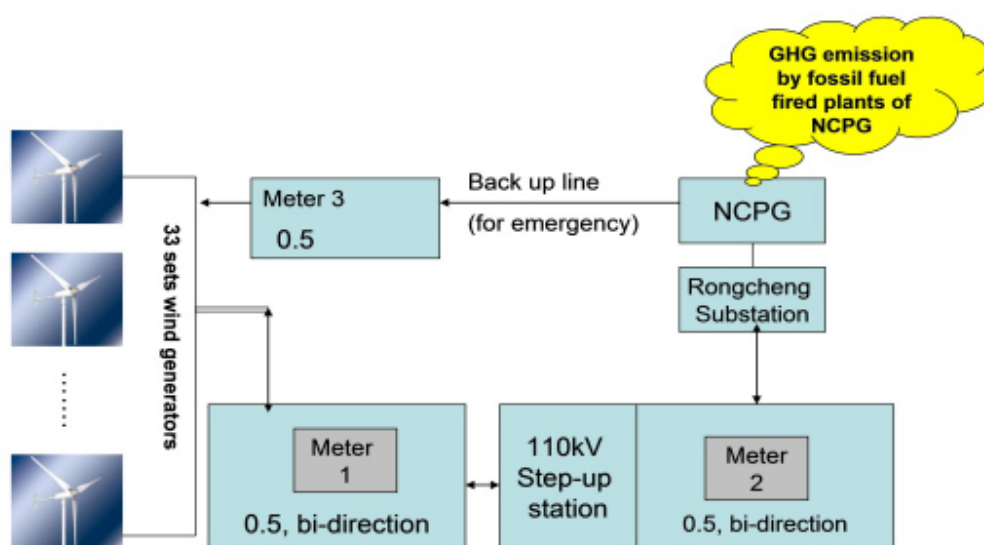 GHG emission
by fossil fuel
fired plants of
NCPG
Meter 3
0.5
Back up line
(for emergency)
NCPG
Rongcheng
Substation
33 sets wind generators
........
Meter
1
0.5, bi-direction
110kV
Step-up
station
Meter
2
0.5, bi-direction